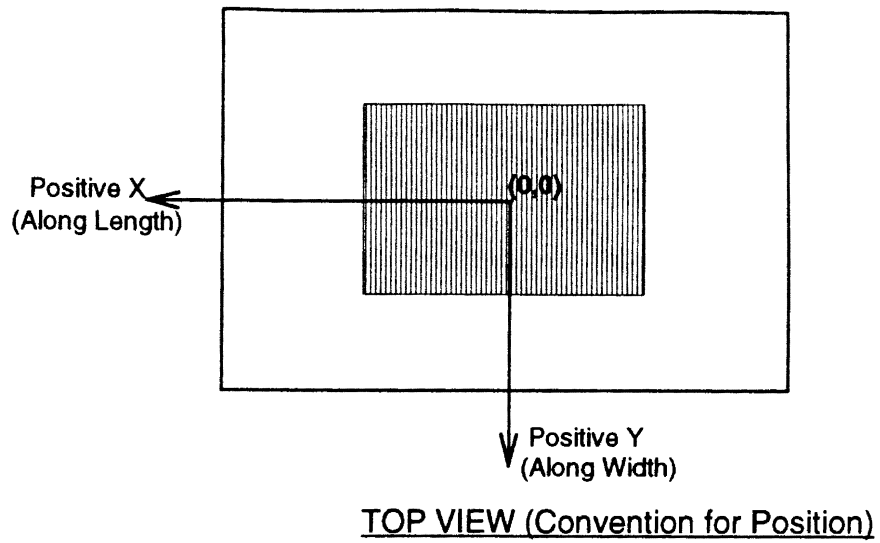 (0,0)
Positive X
(Along Length)
Positive Y
(Along Width)
TOP VIEW (Convention for Position)